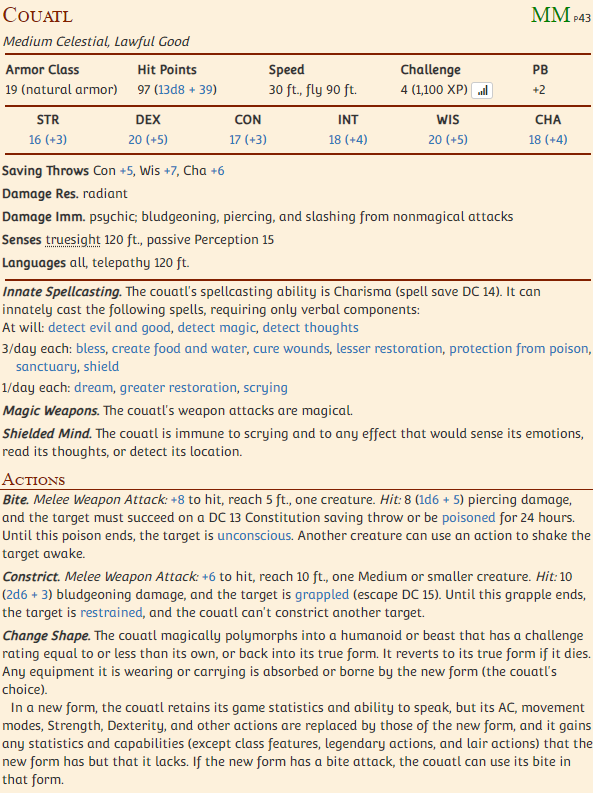 Couatl MM p43
Medium Celestial, Lawful Good
Armor Class Hit Points Speed Challenge PB
19 (natural armor) 97 (13d8 + 39) 30 ft., fly 90 ft. 4 (1,100 XP) +2
STR DEX CON INT WIS CHA
16 (+3) 20 (+5) 17 (+3) 18 (+4) 20 (+5) 18 (+4)
Saving Throws Con +5, Wis +7, Cha +6
Damage Res. radiant
Damage Imm. psychic; bludgeoning, piercing, and slashing from nonmagical attacks
Senses truesight 120 ft., passive Perception 15
Languages all, telepathy 120 ft.
Innate Spellcasting. The couatl's spellcasting ability is Charisma (spell save DC 14). It can
innately cast the following spells, requiring only verbal components:
At will: detect evil and good, detect magic, detect thoughts
3/day each: bless, create food and water, cure wounds, lesser restoration, protection from poison,
sanctuary, shield
1/day each: dream, greater restoration, scrying
Magic Weapons. The couatl's weapon attacks are magical.
Shielded Mind. The couatl is immune to scrying and to any effect that would sense its emotions,
read its thoughts, or detect its location.
Actions
Bite. Melee Weapon Attack: +8 to hit, reach 5 ft., one creature. Hit: 8 (1d6 + 5) piercing damage,
and the target must succeed on a DC 13 Constitution saving throw or be poisoned for 24 hours.
Until this poison ends, the target is unconscious. Another creature can use an action to shake the
target awake.
Constrict. Melee Weapon Attack: +6 to hit, reach 10 ft., one Medium or smaller creature. Hit: 10
(2d6 + 3) bludgeoning damage, and the target is grappled (escape DC 15). Until this grapple ends,
the target is restrained, and the couatl can't constrict another target.
Change Shape. The couatl magically polymorphs into a humanoid or beast that has a challenge
rating equal to or less than its own, or back into its true form. It reverts to its true form if it dies.
Any equipment it is wearing or carrying is absorbed or borne by the new form (the couatl's
choice).
In a new form, the couatl retains its game statistics and ability to speak, but its AC, movement
modes, Strength, Dexterity, and other actions are replaced by those of the new form, and it gains
any statistics and capabilities (except class features, legendary actions, and lair actions) that the
new form has but that it lacks. If the new form has a bite attack, the couatl can use its bite in
that form.